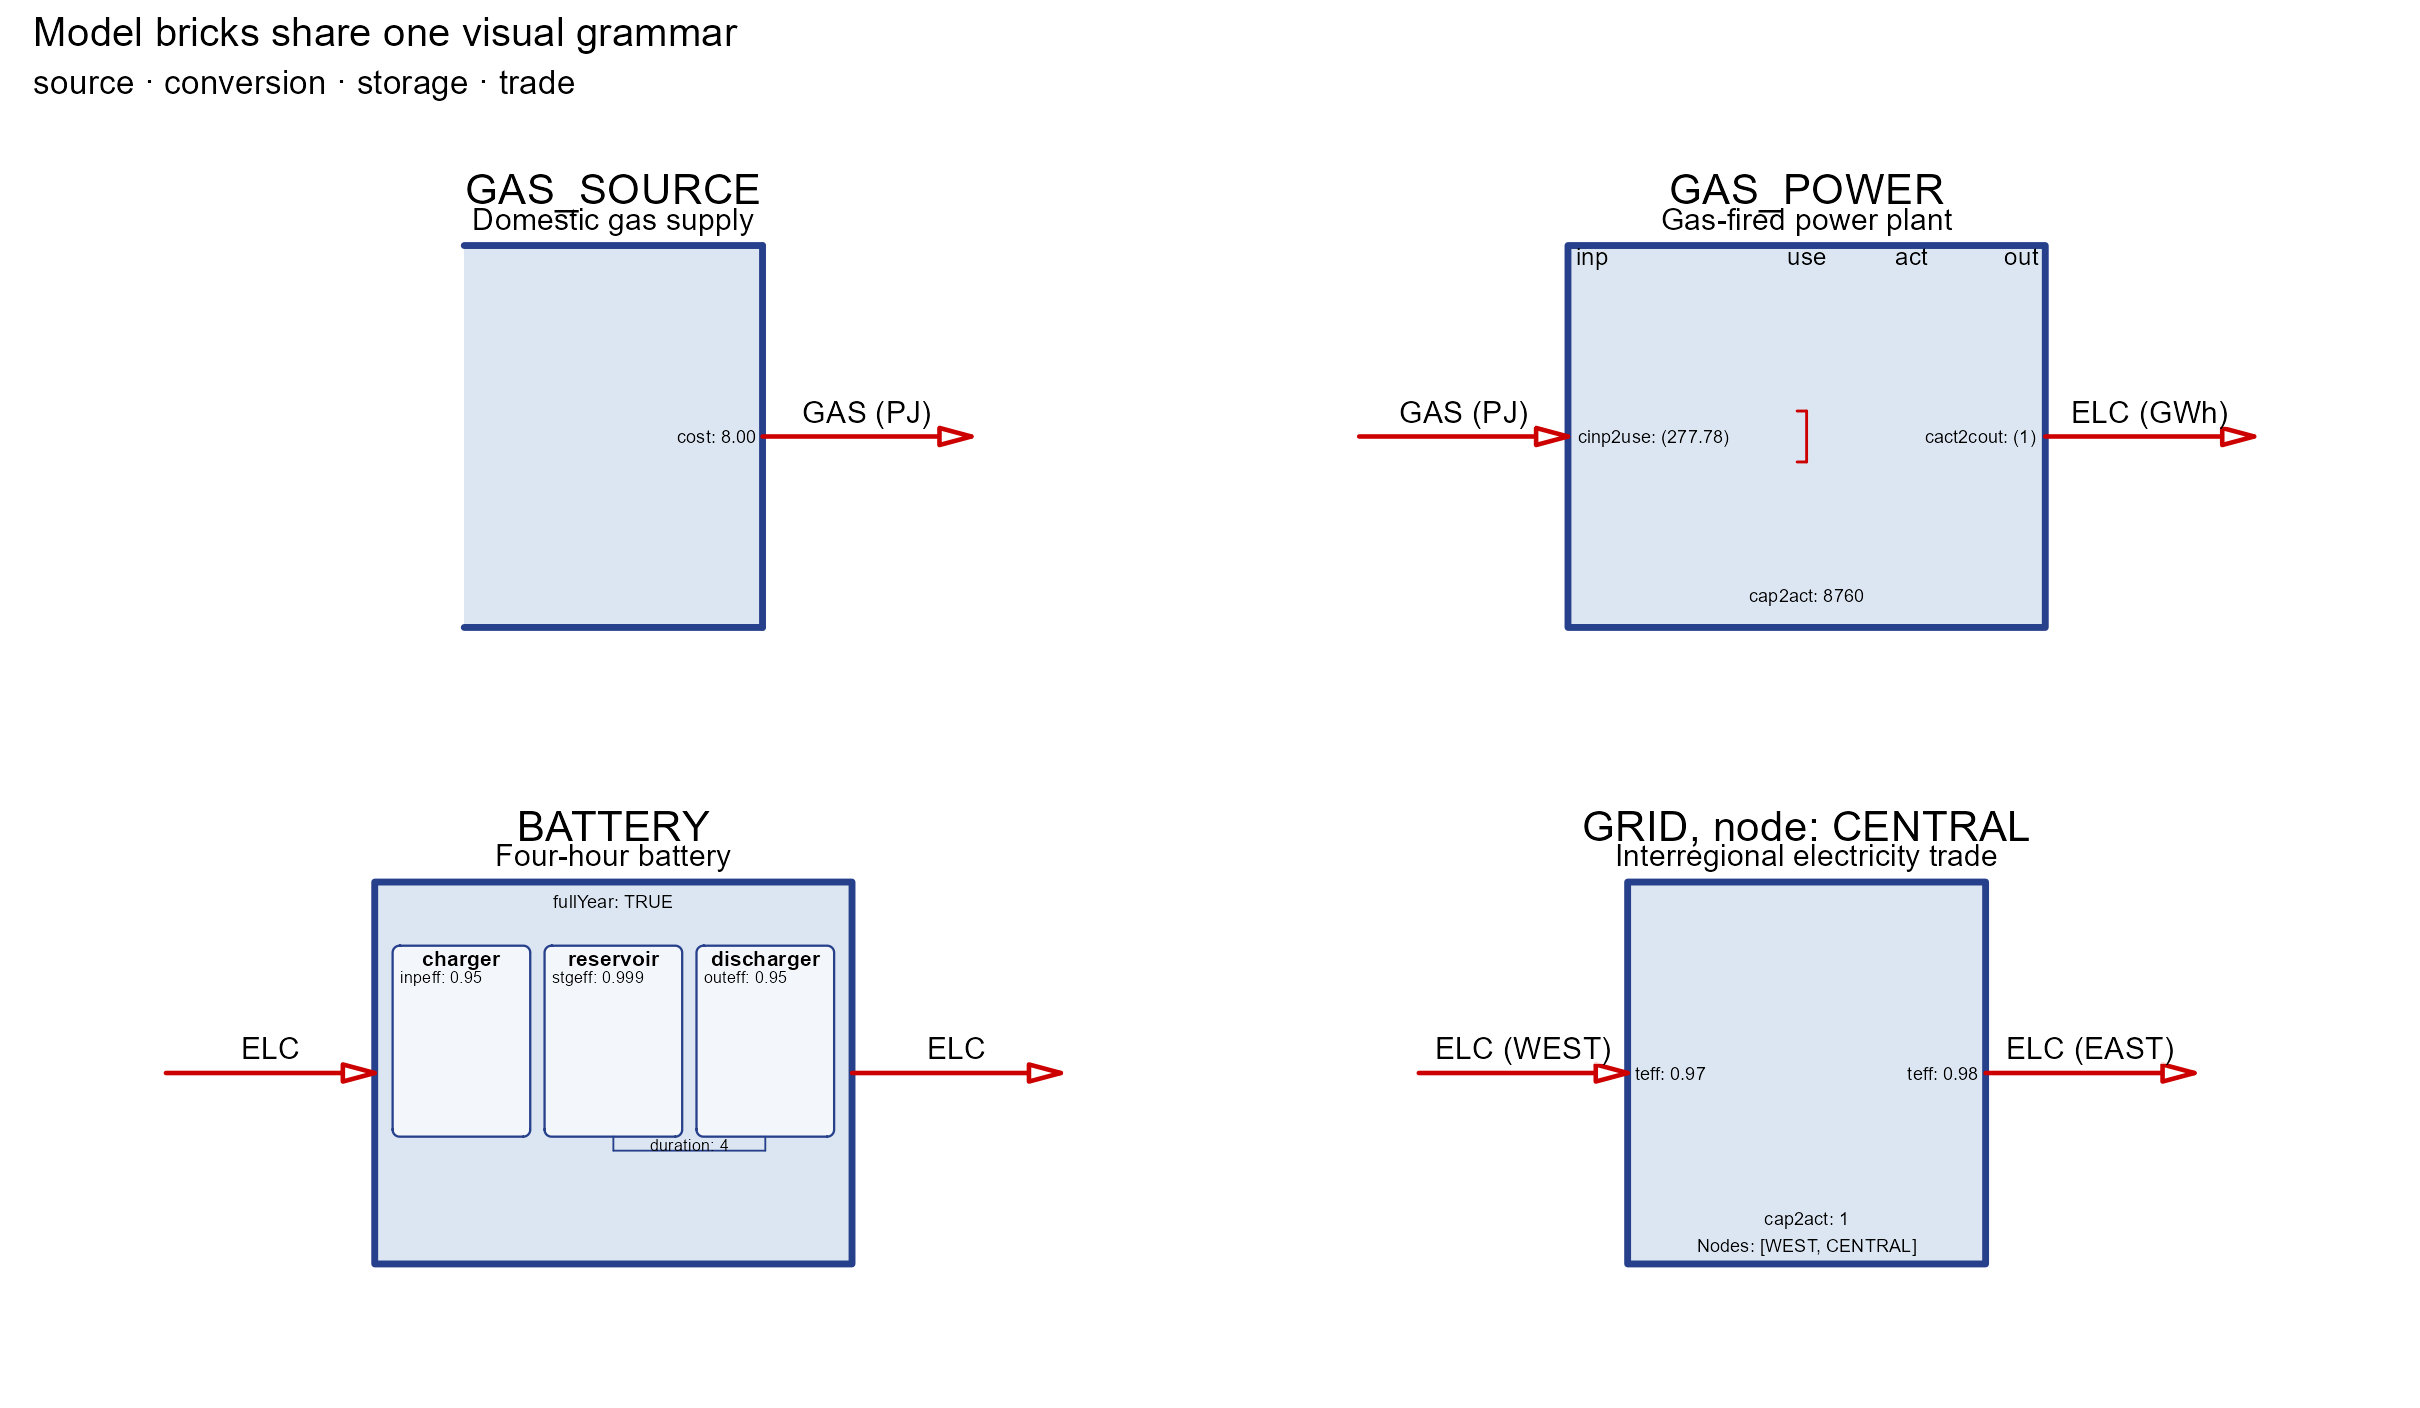 Model bricks share one visual grammar
source · conversion · storage · trade
GAS_SOURCE
Domestic gas supply
cost: 8.00
GAS (PJ)
GAS_POWER
Gas-fired power plant
inp use act out
GAS (PJ)
cinp2use: (277.78)
cact2cout: (1)
ELC (GWh)
cap2act: 8760
BATTERY
Four-hour battery
fullYear: TRUE
charger
inpeff: 0.95
reservoir
stgeff: 0.999
discharger
outeff: 0.95
ELC
ELC
duration: 4
GRID, node: CENTRAL
Interregional electricity trade
ELC (WEST)
teff: 0.97
teff: 0.98
ELC (EAST)
cap2act: 1
Nodes: [WEST, CENTRAL]